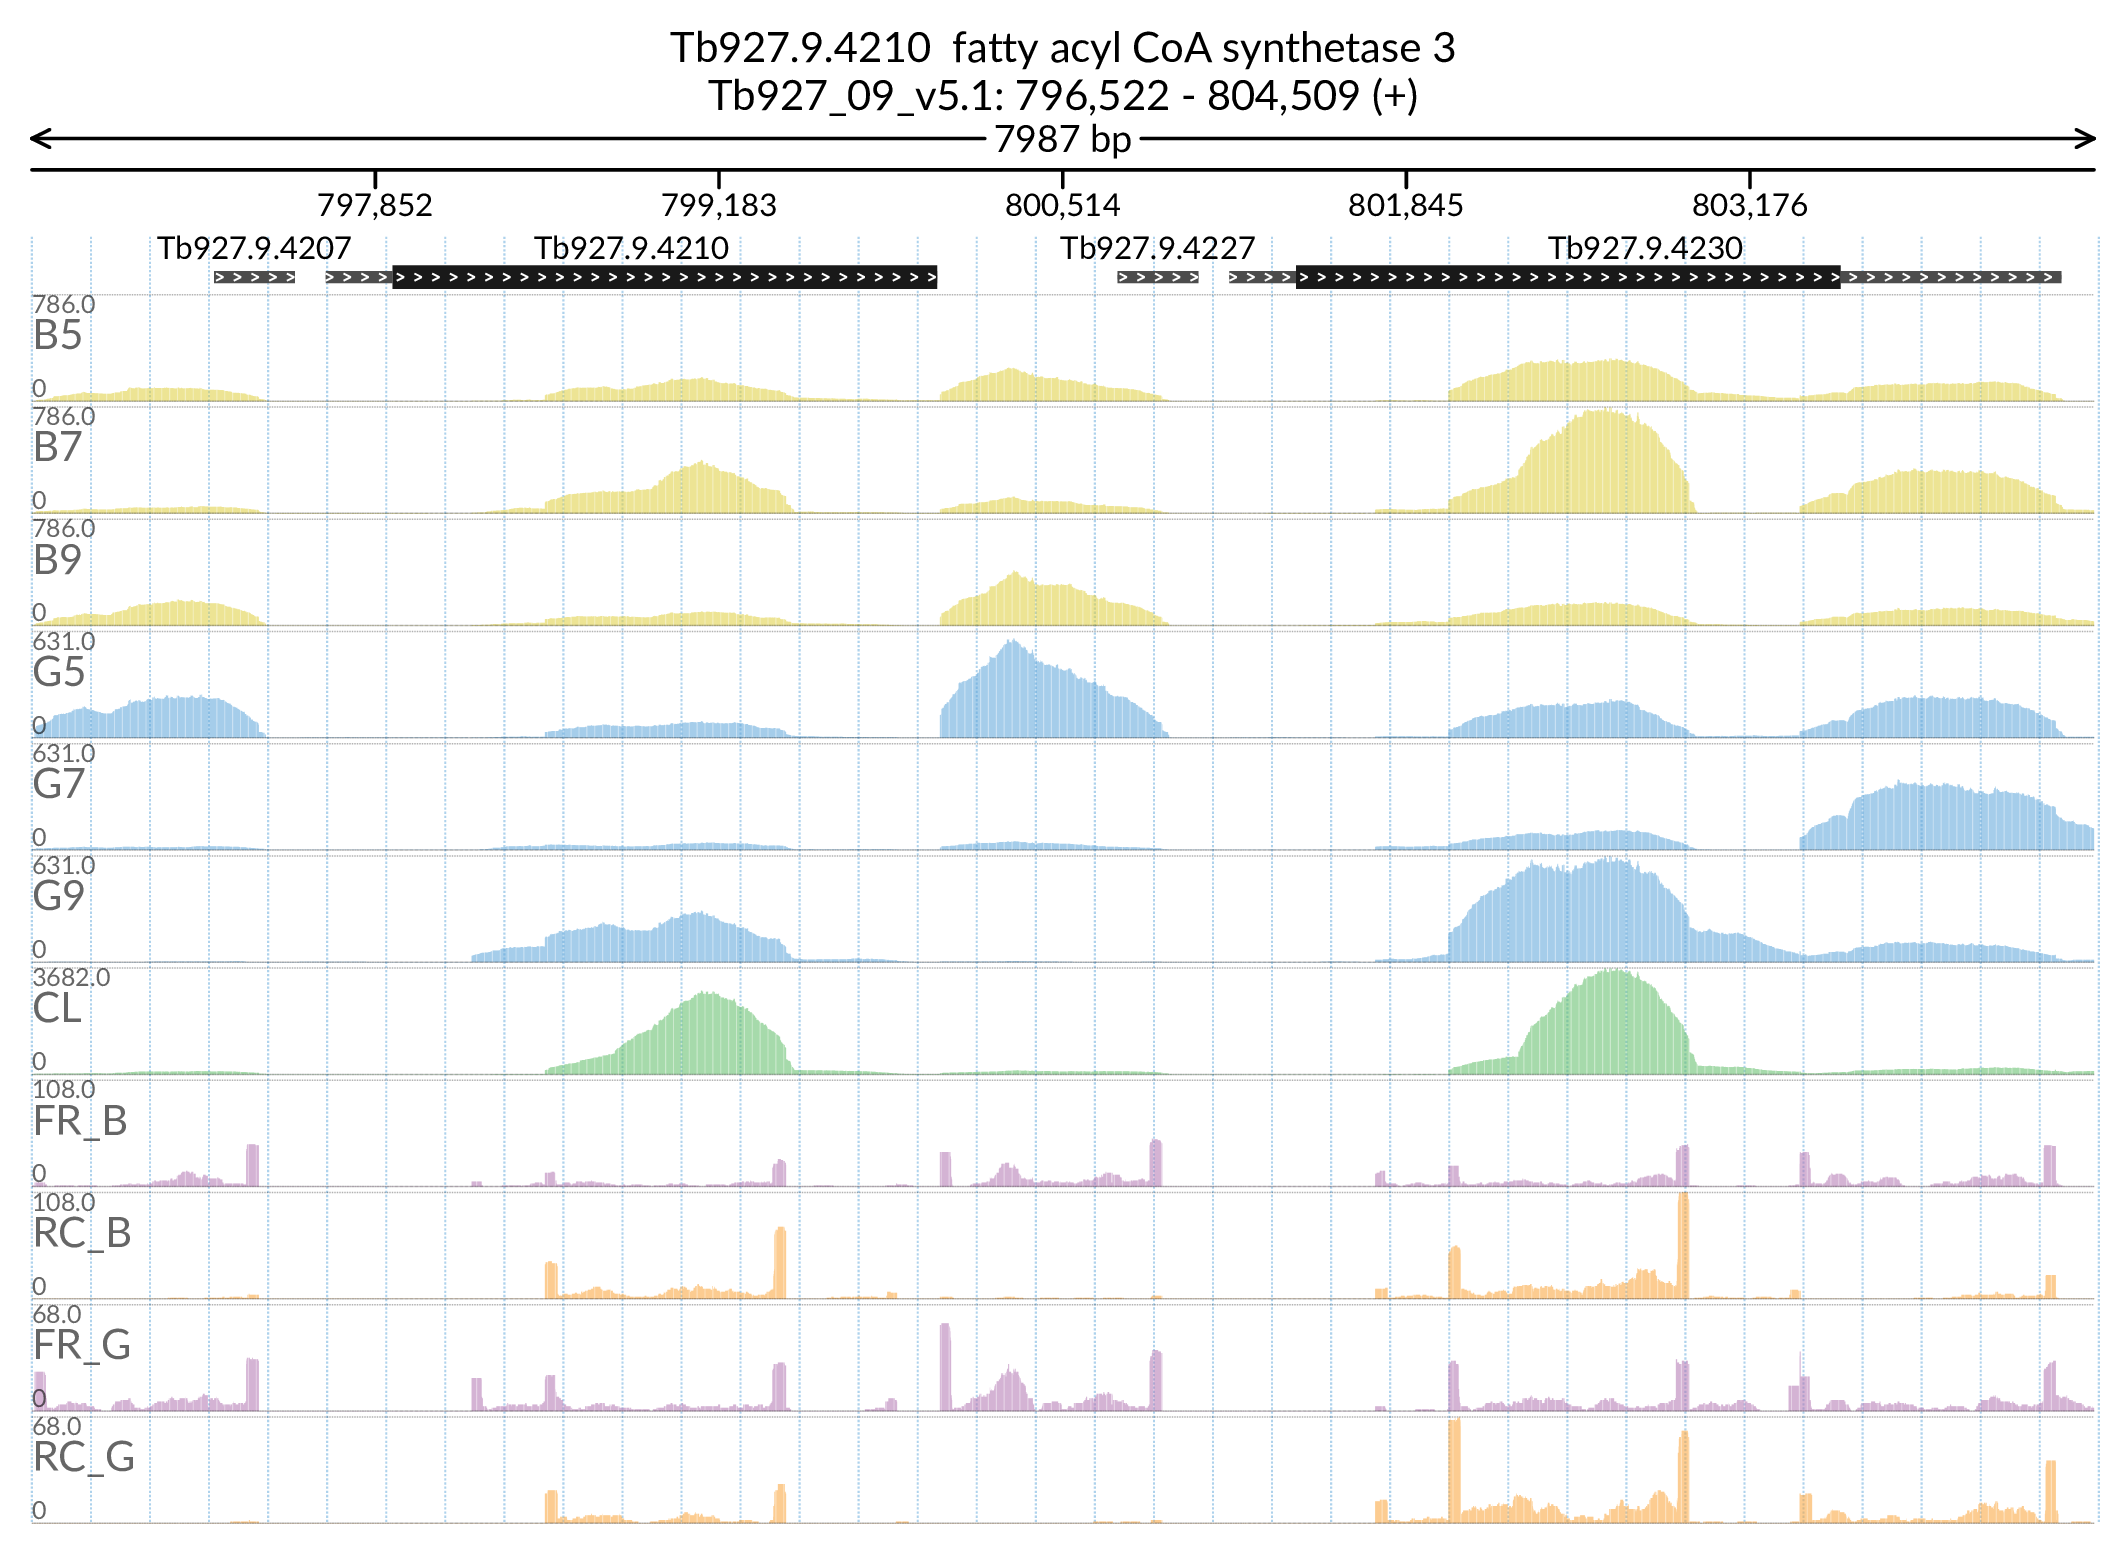 Tb927.9.4210  fatty acyl CoA synthetase 3
Tb927_09_v5.1: 796,522 - 804,509 (+)
7987 bp
797,852 799,183 800,514 801,845 803,176
Tb927.9.4207 Tb927.9.4210 Tb927.9.4227 Tb927.9.4230
786.0
B5
0
786.0
B7
0
786.0
B9
0
631.0
G5
0
631.0
G7
0
631.0
G9
0
3682.0
CL
0
108.0
FR_B
0
108.0
RC_B
0
68.0
FR_G
0
68.0
RC_G
0